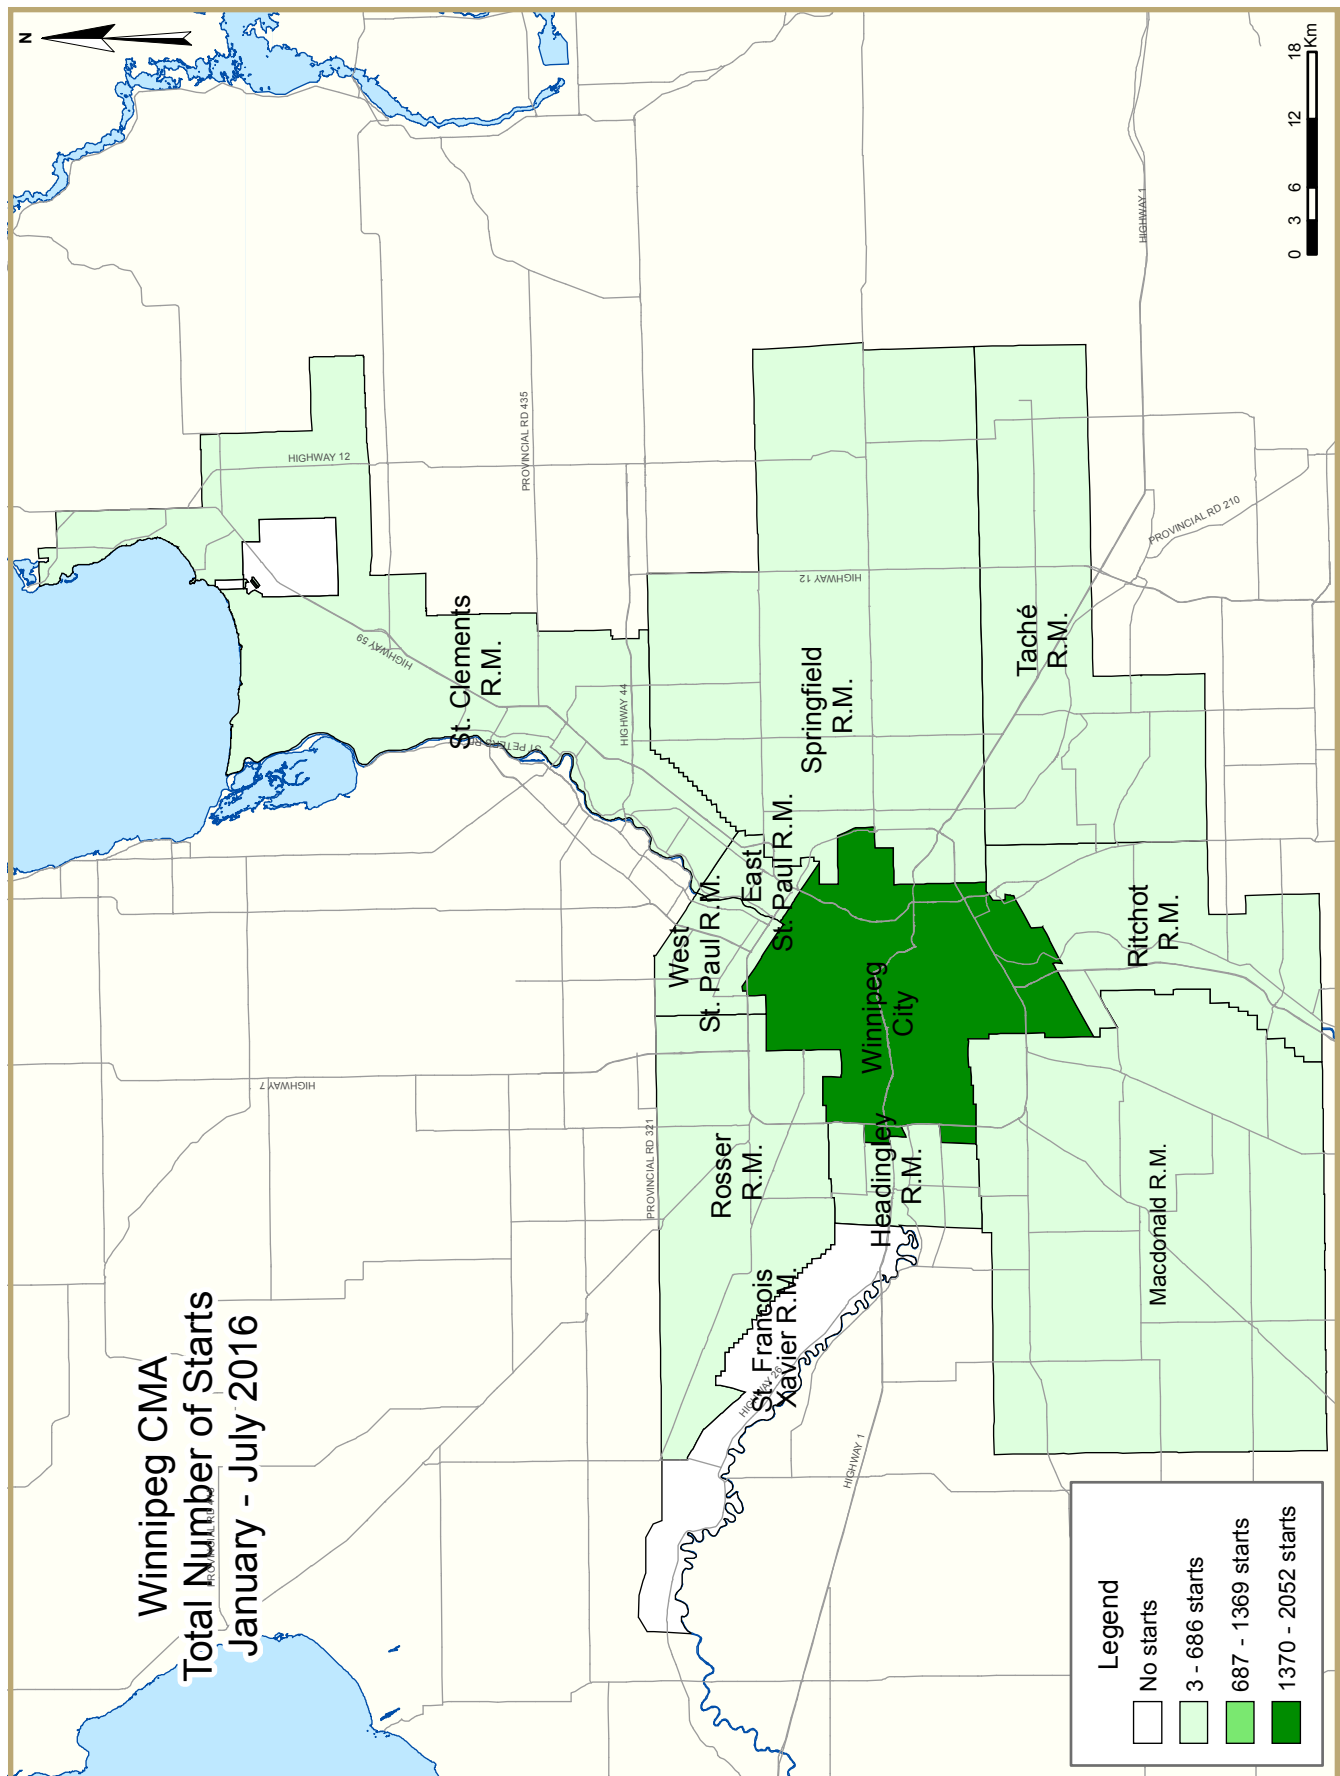 Winnipeg CMA
Total Number of Starts
January - July 2016
N
HIGHWAY 12
PROVINCIAL RD 435
HIGHWAY 59
St. Clements
R.M.
ST PETERS RD
HIGHWAY 44
HIGHWAY 7
PROVINCIAL RD 321
West
St. Paul R.M.
East
St. Paul R.M.
Rosser
R.M.
St. Francois
Xavier R.M.
HIGHWAY 26
Springfield
R.M.
HIGHWAY 12
Winnipeg
City
Headingley
R.M.
HIGHWAY 1
Taché
R.M.
HIGHWAY 1
PROVINCIAL RD 210
Ritchot
R.M.
Macdonald R.M.
Legend
No starts
3 - 686 starts
687 - 1369 starts
1370 - 2052 starts
0 3 6 12 18
Km